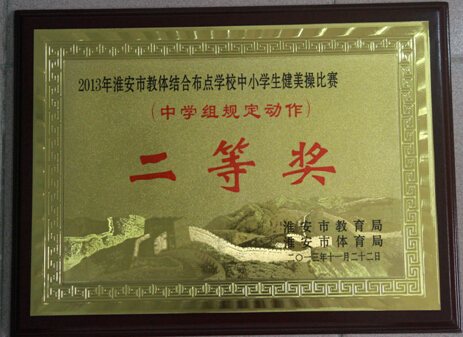 2013年淮安市教体结合布点学校中小学生健美操比赛
(中学组规定动作)
二等奖
淮安市教育局
淮安市体育局
二〇一三年十一月二十二日